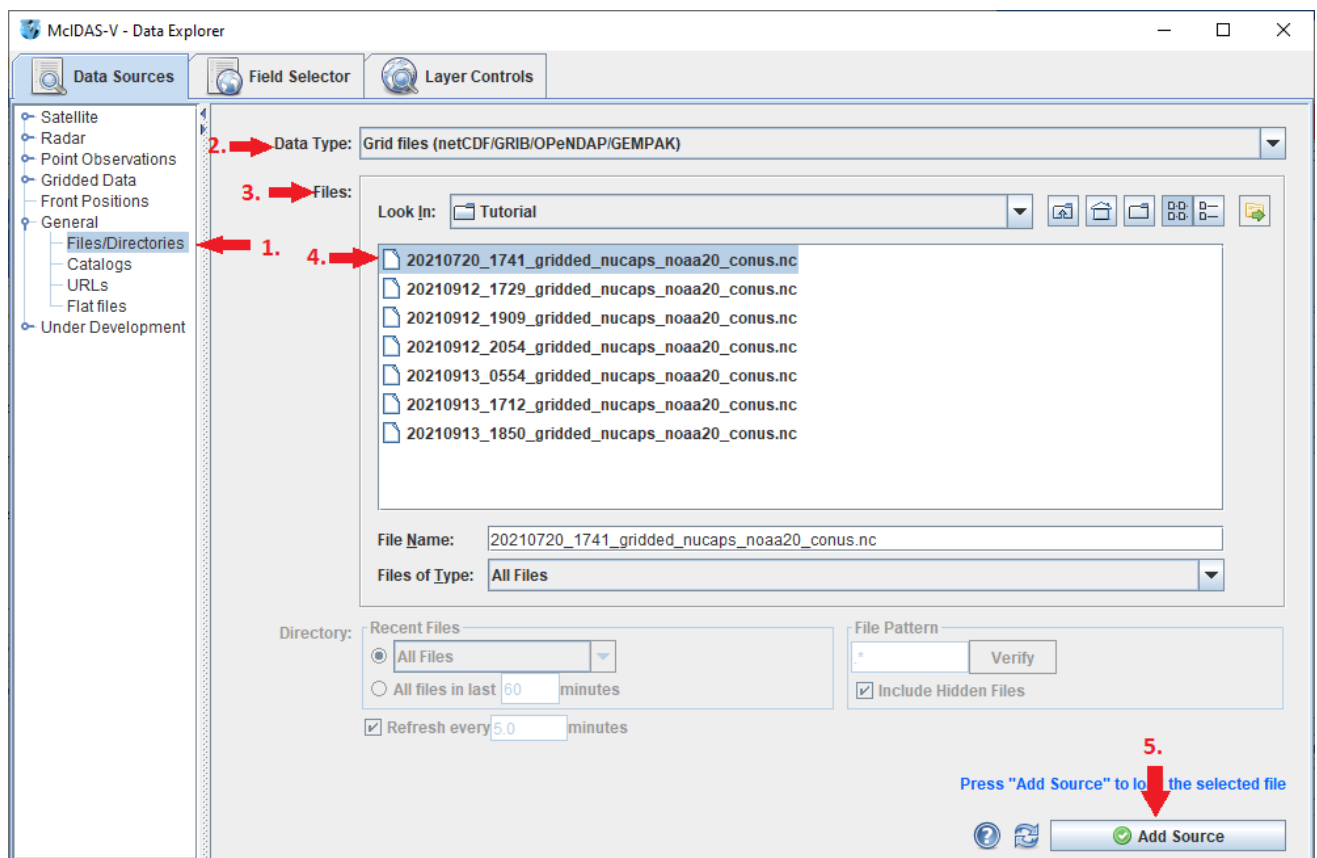 McIDAS-V - Data Explorer
Data Sources
Field Selector
Layer Controls
Satellite
Radar
Point Observations
Gridded Data
Front Positions
General
Files/Directories
Catalogs
URLs
Flat files
Under Development
1.
2.
Data Type: Grid files (netCDF/GRIB/OPeNDAP/GEMPAK)
3.
Files:
Look In: Tutorial
4.
20210720_1741_gridded_nucaps_noaa20_conus.nc
20210912_1729_gridded_nucaps_noaa20_conus.nc
20210912_1909_gridded_nucaps_noaa20_conus.nc
20210912_2054_gridded_nucaps_noaa20_conus.nc
20210913_0554_gridded_nucaps_noaa20_conus.nc
20210913_1712_gridded_nucaps_noaa20_conus.nc
20210913_1850_gridded_nucaps_noaa20_conus.nc
File Name: 20210720_1741_gridded_nucaps_noaa20_conus.nc
Files of Type: All Files
Directory:
Recent Files
All Files
All files in last 60 minutes
Refresh every 5.0 minutes
File Pattern
.* Verify
Include Hidden Files
5.
Press "Add Source" to the selected file
Add Source